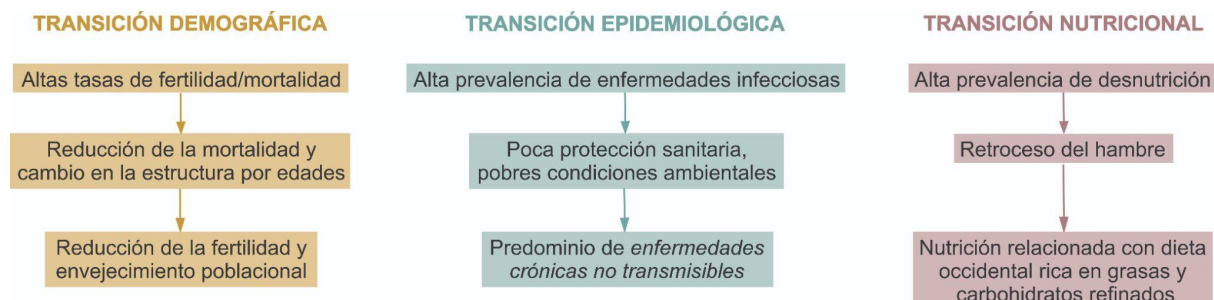 TRANSICIÓN DEMOGRÁFICA
Altas tasas de fertilidad/mortalidad
Reducción de la mortalidad y
cambio en la estructura por edades
Reducción de la fertilidad y
envejecimiento poblacional
TRANSICIÓN EPIDEMIOLÓGICA
Alta prevalencia de enfermedades infecciosas
Poca protección sanitaria,
pobres condiciones ambientales
Predominio de enfermedades
crónicas no transmisibles
TRANSICIÓN NUTRICIONAL
Alta prevalencia de desnutrición
Retroceso del hambre
Nutrición relacionada con dieta
occidental rica en grasas y
carbohidratos refinados